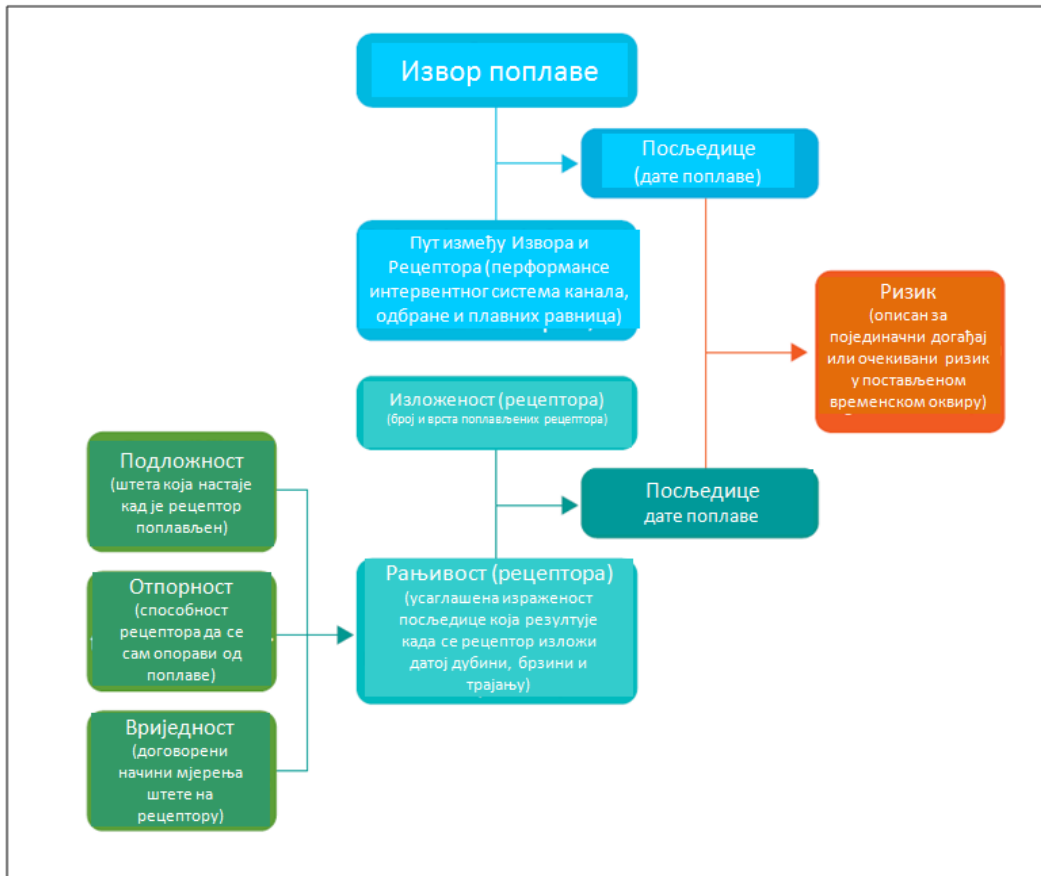 Извор поплаве
Посљедице
(дате поплаве)
Пут између Извора и
Рецептора (перформансе
интервентног система канала,
одбране и плавних равница)
Ризик
(описан за
појединачни догађај
или очекивани ризик
у постављеном
временском оквиру)
Изложеност (рецептора)
(број и врста поплављених рецептора)
Подложност
(штета која настаје
кад је рецептор
поплављен)
Посљедице
дате поплаве
Отпорност
(способност
рецептора да се
сам опорави од
поплаве)
Рањивост (рецептора)
(усаглашена израженост
посљедице која резултује
када се рецептор изложи
датој дубини, брзини и
трајању)
Вриједност
(договорени
начини мјерења
штете на
рецептору)